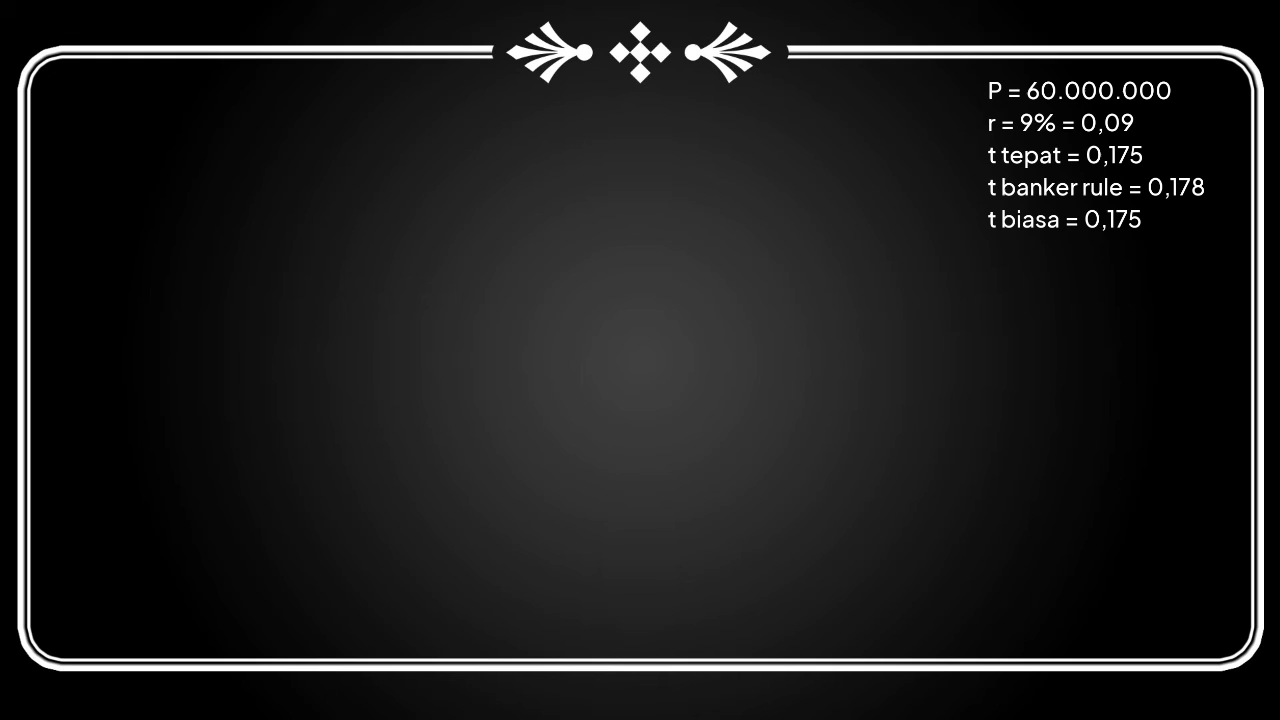 P = 60.000.000
r = 9% = 0,09
t tepat = 0,175
t banker rule = 0,178
t biasa = 0,175